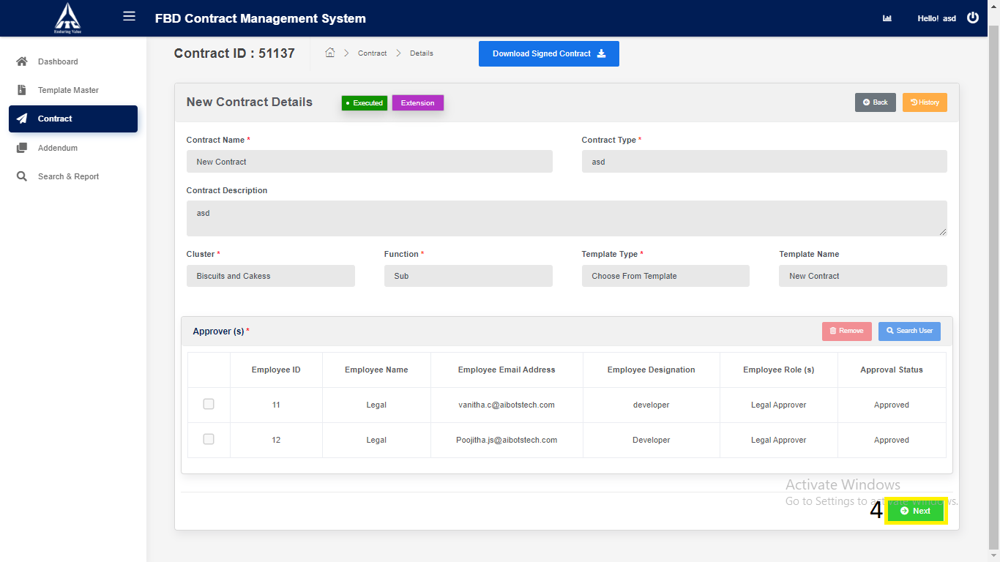 FBD Contract Management System
Hello! asd
ITC
Enduring Value
Dashboard
Template Master
Contract
Addendum
Search & Report
Contract ID : 51137
Contract
Details
Download Signed Contract
New Contract Details
Executed
Extension
Back
History
Contract Name *
Contract Type *
New Contract
asd
Contract Description
asd
Cluster *
Function *
Template Type *
Template Name
Biscuits and Cakess
Sub
Choose From Template
New Contract
Approver (s) *
Remove
Search User
Employee ID Employee Name Employee Email Address Employee Designation Employee Role (s) Approval Status
11 Legal vanitha.c@aibotstech.com developer Legal Approver Approved
12 Legal Poojitha.js@aibotstech.com Developer Legal Approver Approved
Activate Windows
Go to Settings to activate Windows.
4
Next